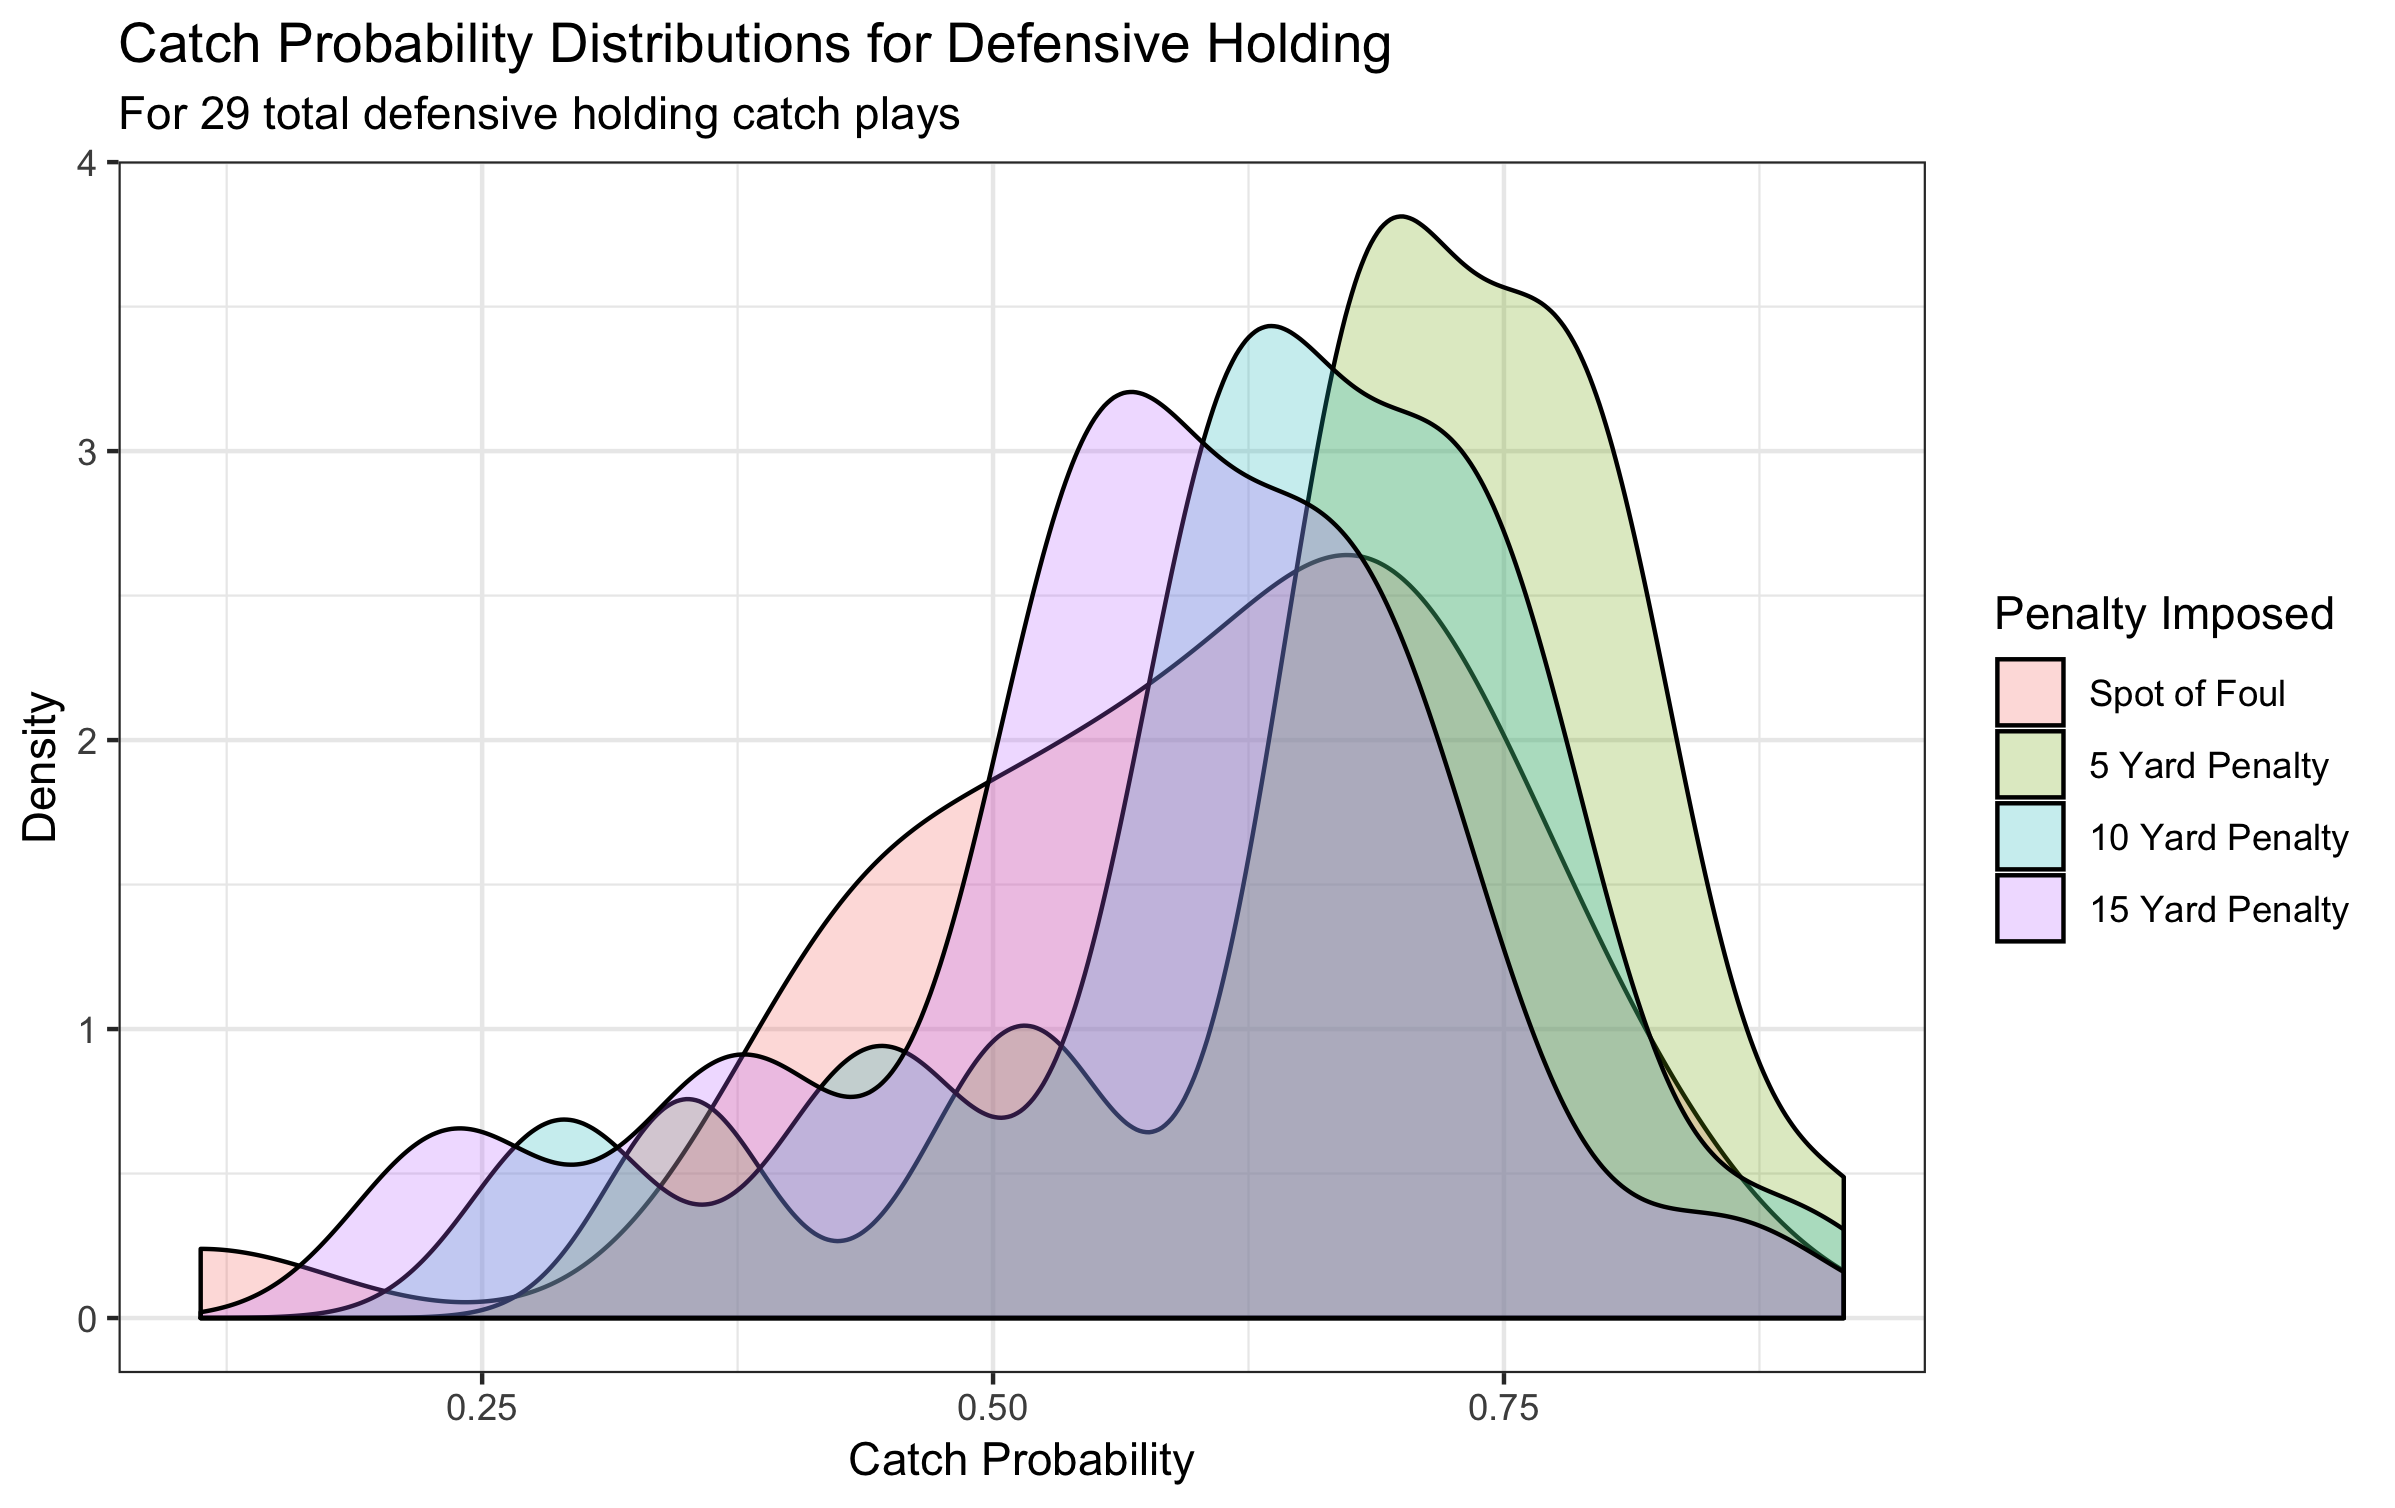 Catch Probability Distributions for Defensive Holding
For 29 total defensive holding catch plays
4
3
2
1
0
Density
0.25
0.50
0.75
Catch Probability
Penalty Imposed
Spot of Foul
5 Yard Penalty
10 Yard Penalty
15 Yard Penalty